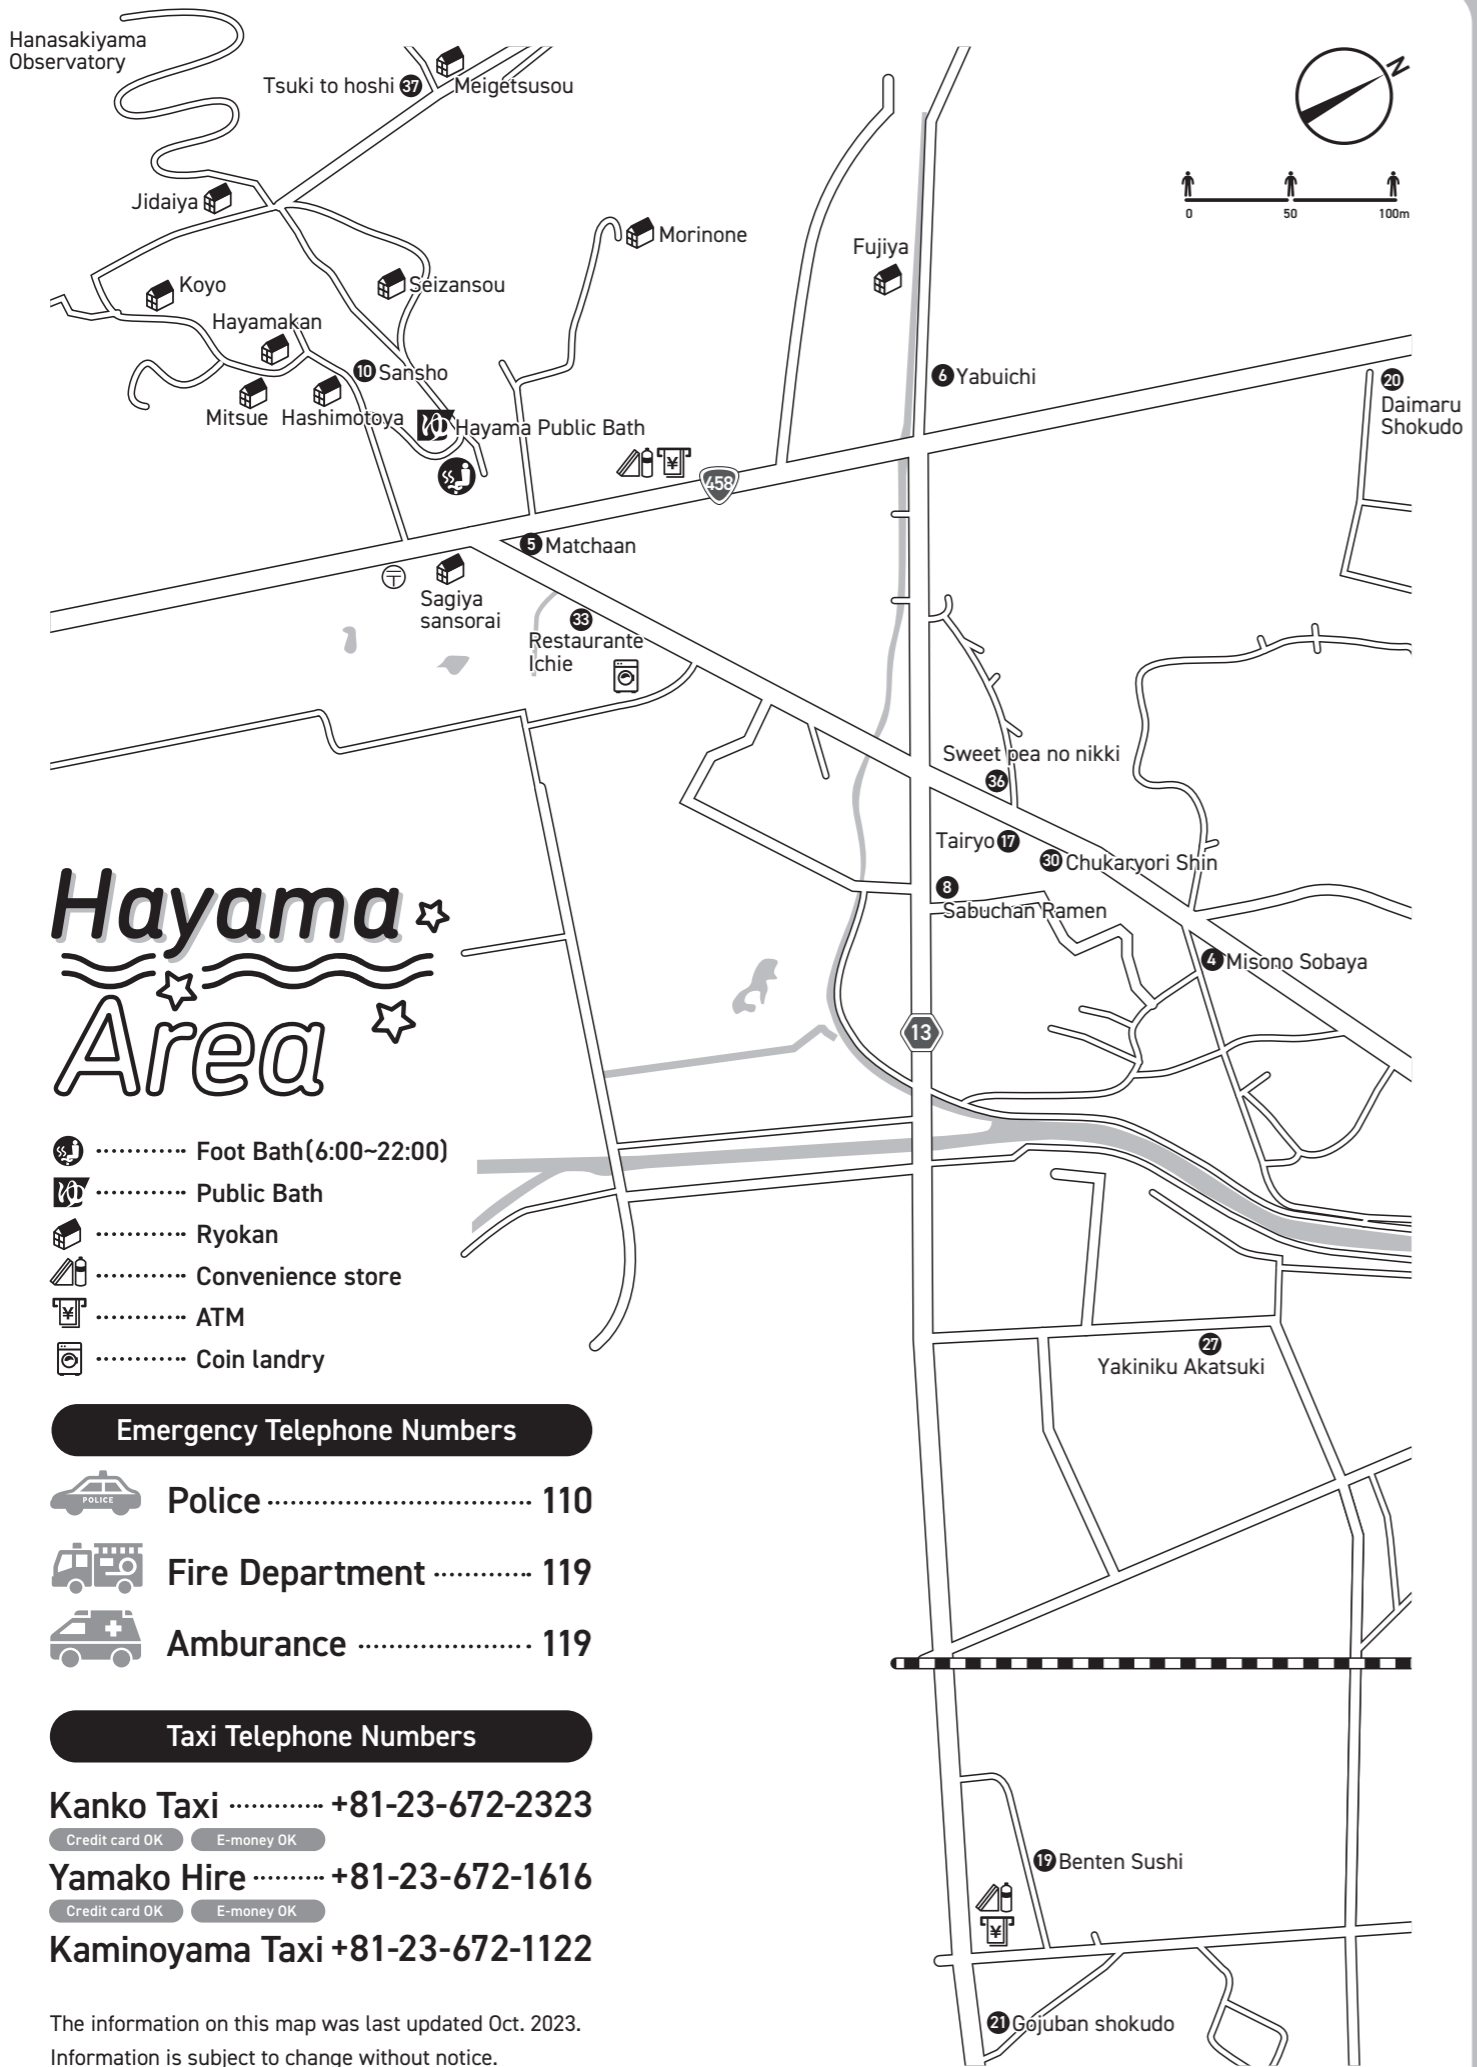 Hanasakiyama
Observatory
Tsuki to hoshi 37
Meigetsusou
N
0 50 100m
Jidaiya
Morinone
Fujiya
Koyo
Seizansou
Hayamakan
10 Sansho
6 Yabuichi
20
Daimaru
Shokudo
Mitsue
Hashimotoya
Hayama Public Bath
¥
458
5 Matchaan
〒
Sagiya
sansorai
33
Restaurante
Ichie
Sweet pea no nikki
36
Tairyo 17
30 Chukaryori Shin
8
Sabuchan Ramen
4 Misono Sobaya
13
Hayama
Area
Foot Bath(6:00~22:00)
Public Bath
Ryokan
Convenience store
¥ ATM
Coin landry
27
Yakiniku Akatsuki
Emergency Telephone Numbers
POLICE
Police 110
Fire Department 119
Amburance 119
Taxi Telephone Numbers
Kanko Taxi +81-23-672-2323
Credit card OK E-money OK
Yamako Hire +81-23-672-1616
Credit card OK E-money OK
Kaminoyama Taxi +81-23-672-1122
19 Benten Sushi
¥
21 Gojuban shokudo
The information on this map was last updated Oct. 2023.
Information is subject to change without notice.